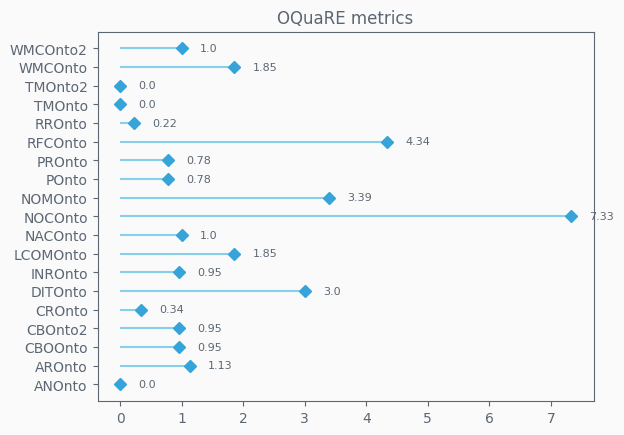 OQuaRE metrics
WMCOnto2 1.0
WMCOnto 1.85
TMOnto2 0.0
TMOnto 0.0
RROnto 0.22
RFCOnto 4.34
PROnto 0.78
POnto 0.78
NOMOnto 3.39
NOCOnto 7.33
NACOnto 1.0
LCOMOnto 1.85
INROnto 0.95
DITOnto 3.0
CROnto 0.34
CBOnto2 0.95
CBOOnto 0.95
AROnto 1.13
ANOnto 0.0
0 1 2 3 4 5 6 7